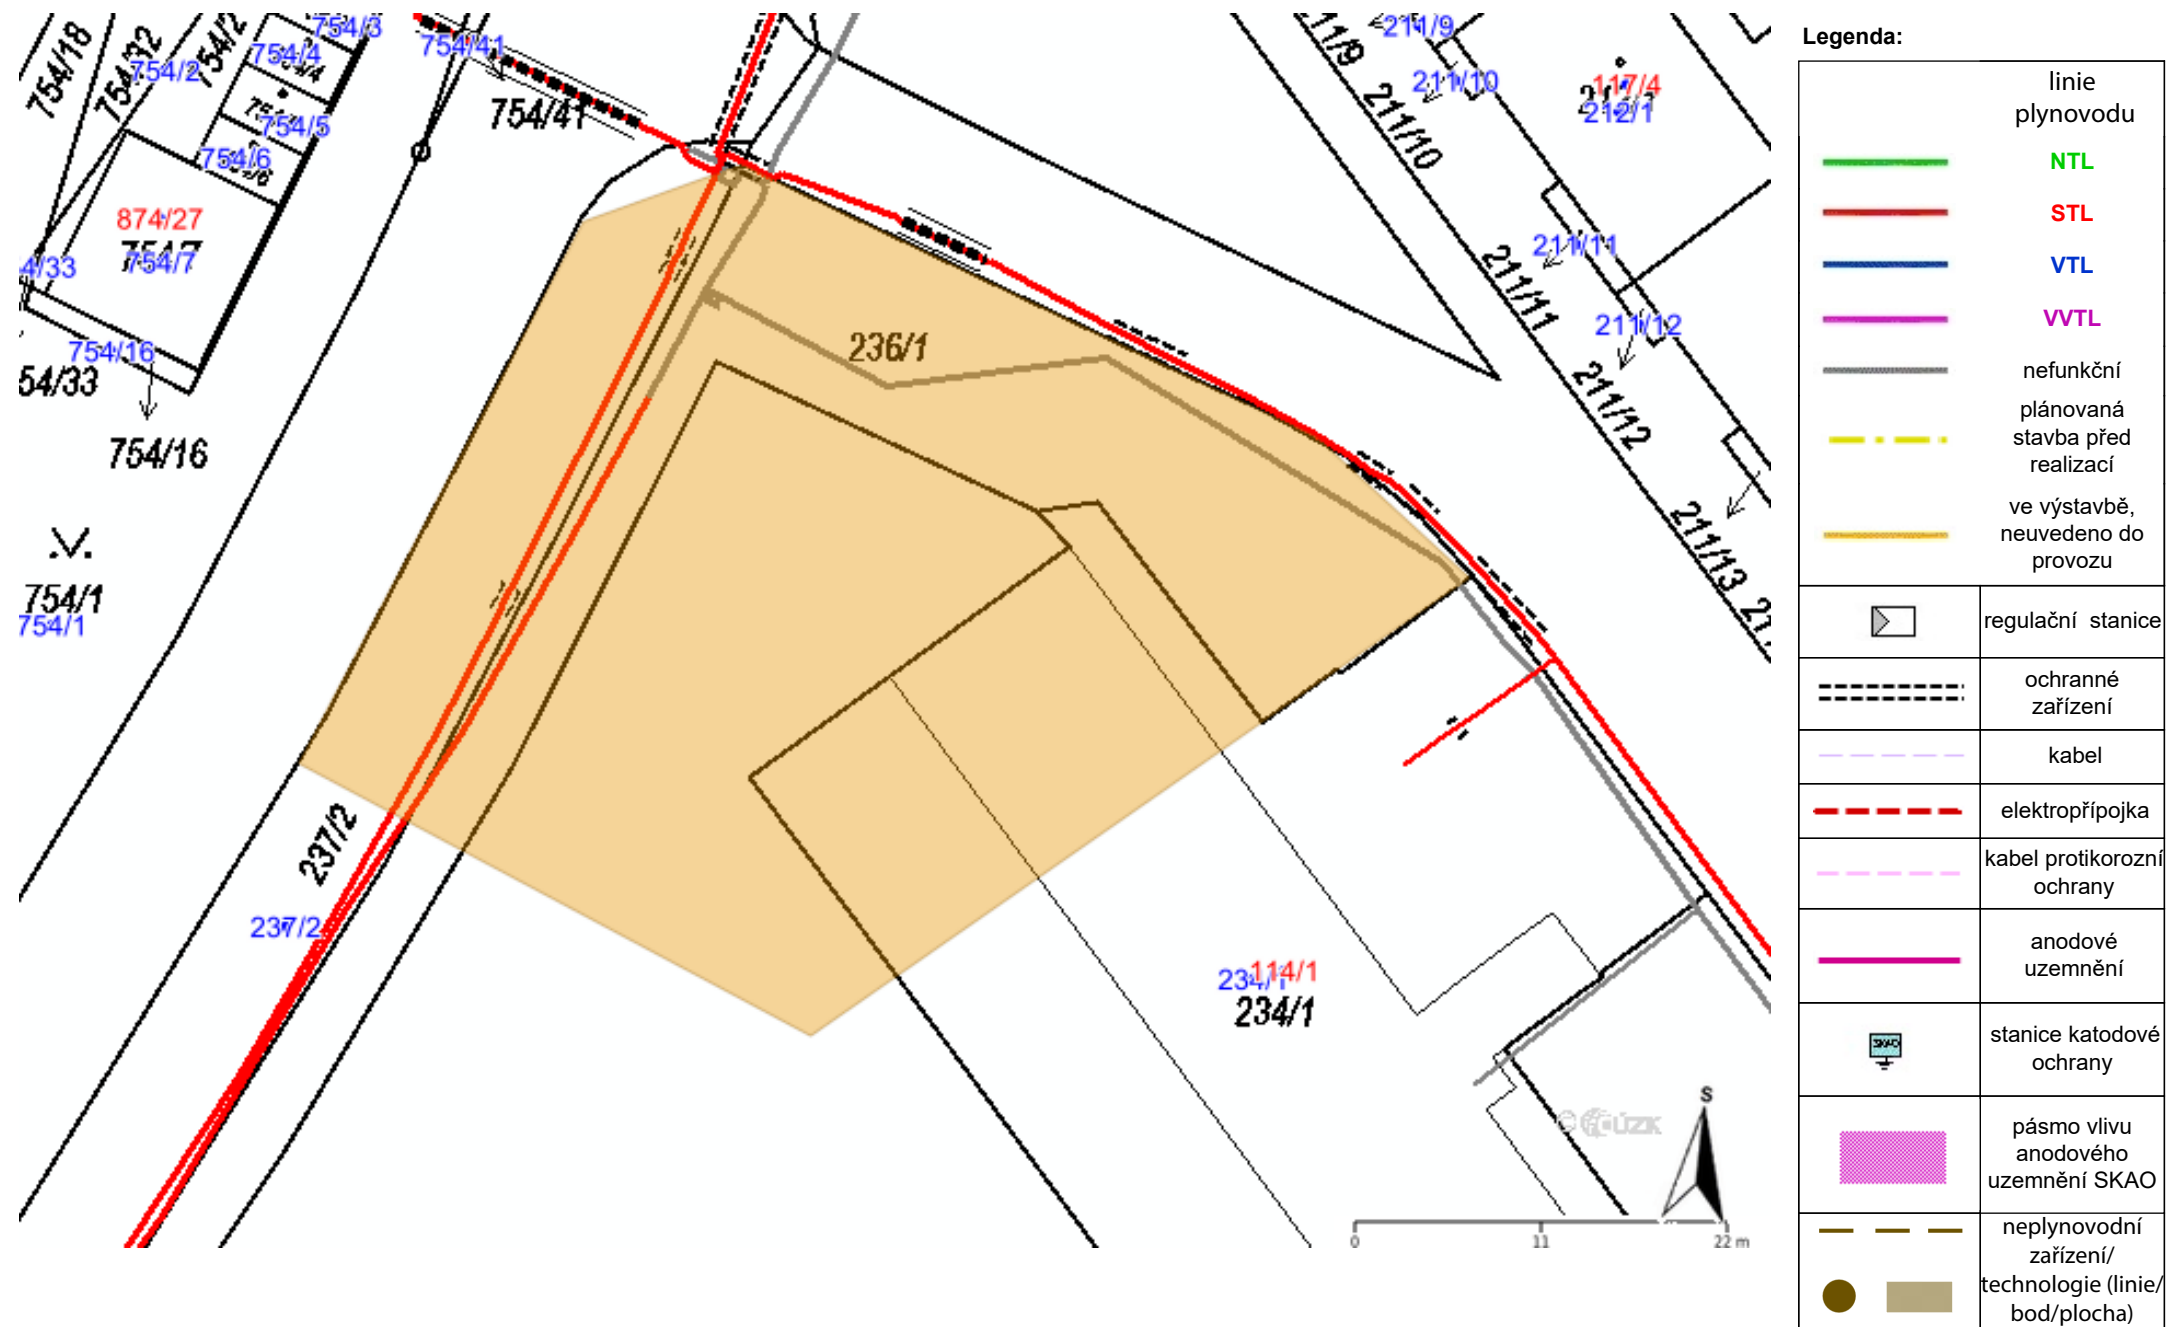 754/18
754/32
754/2
754/2
754/3
754/4
754/5
754/6
754/41
754/41
874/27
754/7
754/7
4/33
754/16
54/33
754/16
754/1
754/1
237/2
237/2
236/1
211/9
211/9
211/10
211/10
117/4
212/1
211/11
211/11
211/12
211/12
211/13
234/1
114/1
234/1
© ČÚZK
S
0 11 22 m
Legenda:
linie
plynovodu
NTL
STL
VTL
VVTL
nefunkční
plánovaná
stavba před
realizací
ve výstavbě,
neuvedeno do
provozu
regulační stanice
ochranné
zařízení
kabel
elektropřípojka
kabel protikorozní
ochrany
anodové
uzemnění
SKAO
stanice katodové
ochrany
pásmo vlivu
anodového
uzemnění SKAO
neplynovodní
zařízení/
technologie (linie/
bod/plocha)